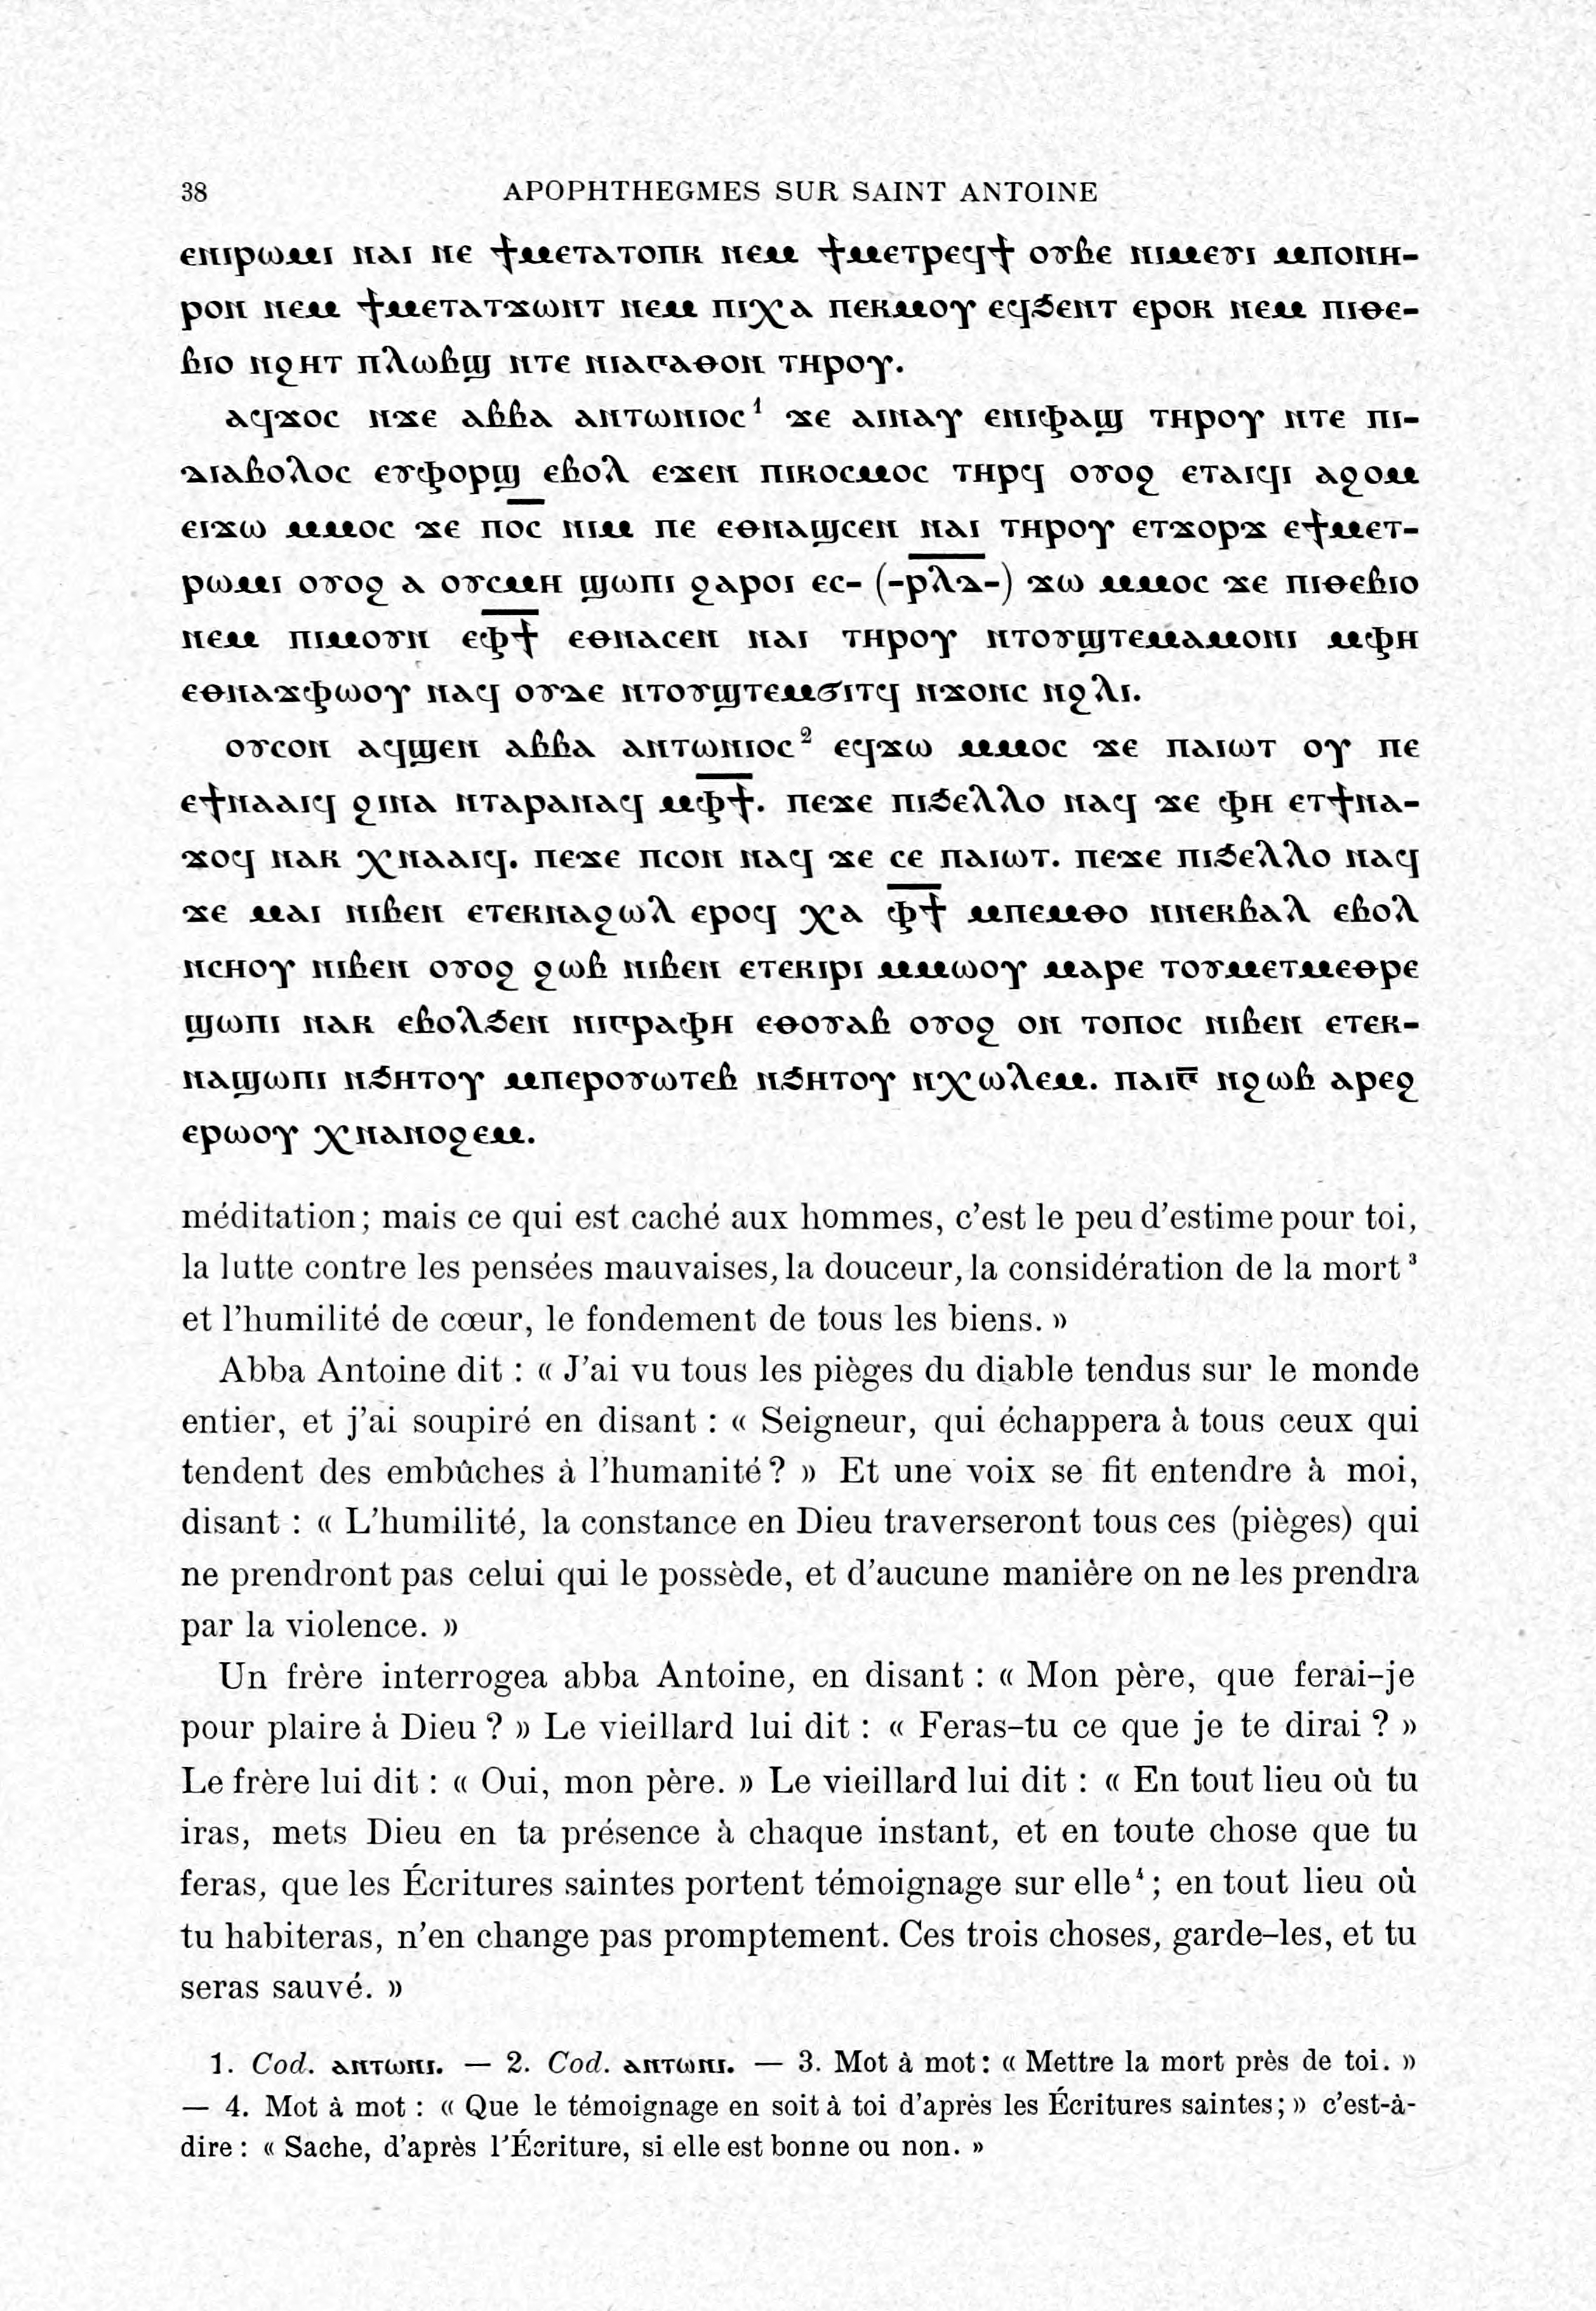 38 APOPHTHEGMES SUR SAINT ANTOINE
ⲉⲛⲓⲣⲱⲙⲓ ⲛⲁⲓ ⲛⲉ ϯⲙⲉⲧⲁⲧⲟⲡⲕ ⲛⲉⲙ ϯⲙⲉⲧⲣⲉϥϯ ⲟⲩⲃⲉ ⲛⲓⲙⲉⲩⲓ ⲙⲡⲟⲛⲏ-
ⲣⲟⲛ ⲛⲉⲙ ϯⲙⲉⲧⲁⲧϫⲱⲛⲧ ⲛⲉⲙ ⲡⲓⲭⲁ ⲡⲉⲕⲙⲟⲩ ⲉϥϧⲉⲛⲧ ⲉⲣⲟⲕ ⲛⲉⲙ ⲡⲓⲑⲉ-
ⲃⲓⲟ ⲛϩⲏⲧ ⲡⲗⲱⲃϣ ⲛⲧⲉ ⲛⲓⲁⲅⲁⲑⲟⲛ ⲧⲏⲣⲟⲩ.
ⲁϥϫⲟⲥ ⲛϫⲉ ⲁⲃⲃⲁ ⲁⲛⲧⲱⲛⲓⲟⲥ¹ ϫⲉ ⲁⲓⲛⲁⲩ ⲉⲛⲓⲫⲁϣ ⲧⲏⲣⲟⲩ ⲛⲧⲉ ⲡⲓ-
ⲇⲓⲁⲃⲟⲗⲟⲥ ⲉⲩⲫⲟⲣϣ ⲉⲃⲟⲗ ⲉϫⲉⲛ ⲡⲓⲕⲟⲥⲙⲟⲥ ⲧⲏⲣϥ ⲟⲩⲟϩ ⲉⲧⲁⲓϥⲓ ⲁϩⲟⲙ
ⲉⲓϫⲱ ⲙⲙⲟⲥ ϫⲉ ⲡⲟ̅ⲥ̅ ⲛⲓⲙ ⲡⲉ ⲉⲑⲛⲁϣⲥⲉⲛ ⲛⲁⲓ ⲧⲏⲣⲟⲩ ⲉⲧϫⲟⲣϫ ⲉϯⲙⲉⲧ-
ⲣⲱⲙⲓ ⲟⲩⲟϩ ⲁ ⲟⲩⲥⲙⲏ ϣⲱⲡⲓ ϩⲁⲣⲟⲓ ⲉⲥ- (-ⲣ̅ⲗ̅ⲇ̅-) ϫⲱ ⲙⲙⲟⲥ ϫⲉ ⲡⲓⲑⲉⲃⲓⲟ
ⲛⲉⲙ ⲡⲓⲙⲟⲩⲛ ⲉⲫ̅ϯ̅ ⲉⲑⲛⲁⲥⲉⲛ ⲛⲁⲓ ⲧⲏⲣⲟⲩ ⲛⲧⲟⲩϣⲧⲉⲙⲁⲙⲟⲛⲓ ⲙⲫⲏ
ⲉⲑⲛⲁϫⲫⲱⲟⲩ ⲛⲁϥ ⲟⲩⲇⲉ ⲛⲧⲟⲩϣⲧⲉⲙϭⲓⲧϥ ⲛϫⲟⲛⲥ ⲛϩⲗⲓ.
ⲟⲩⲥⲟⲛ ⲁϥϣⲉⲛ ⲁⲃⲃⲁ ⲁⲛⲧⲱⲛⲓⲟⲥ² ⲉϥϫⲱ ⲙⲙⲟⲥ ϫⲉ ⲡⲁⲓⲱⲧ ⲟⲩ ⲡⲉ
ⲉϯⲛⲁⲁⲓϥ ϩⲓⲛⲁ ⲛⲧⲁⲣⲁⲛⲁϥ ⲙⲫ̅ϯ̅. ⲡⲉϫⲉ ⲡⲓϧⲉⲗⲗⲟ ⲛⲁϥ ϫⲉ ⲫⲏ ⲉⲧϯⲛⲁ-
ϫⲟϥ ⲛⲁⲕ ⲭⲛⲁⲁⲓϥ. ⲡⲉϫⲉ ⲡⲥⲟⲛ ⲛⲁϥ ϫⲉ ⲥⲉ ⲡⲁⲓⲱⲧ. ⲡⲉϫⲉ ⲡⲓϧⲉⲗⲗⲟ ⲛⲁϥ
ϫⲉ ⲙⲁⲓ ⲛⲓⲃⲉⲛ ⲉⲧⲉⲕⲛⲁϩⲱⲗ ⲉⲣⲟϥ ⲭⲁ ⲫ̅ϯ̅ ⲙⲡⲉⲙⲑⲟ ⲛⲛⲉⲕⲃⲁⲗ ⲉⲃⲟⲗ
ⲛⲥⲏⲟⲩ ⲛⲓⲃⲉⲛ ⲟⲩⲟϩ ϩⲱⲃ ⲛⲓⲃⲉⲛ ⲉⲧⲉⲕⲓⲣⲓ ⲙⲙⲱⲟⲩ ⲙⲁⲣⲉ ⲧⲟⲩⲙⲉⲧⲙⲉⲑⲣⲉ
ϣⲱⲡⲓ ⲛⲁⲕ ⲉⲃⲟⲗϧⲉⲛ ⲛⲓⲅⲣⲁⲫⲏ ⲉⲑⲟⲩⲁⲃ ⲟⲩⲟϩ ⲟⲛ ⲧⲟⲡⲟⲥ ⲛⲓⲃⲉⲛ ⲉⲧⲉⲕ-
ⲛⲁϣⲱⲡⲓ ⲛϧⲏⲧⲟⲩ ⲙⲡⲉⲣⲟⲩⲱⲧⲉⲃ ⲛϧⲏⲧⲟⲩ ⲛⲭⲱⲗⲉⲙ. ⲡⲁⲓⲅ̅ ⲛϩⲱⲃ ⲁⲣⲉϩ
ⲉⲣⲱⲟⲩ ⲭⲛⲁⲛⲟϩⲉⲙ.
méditation; mais ce qui est caché aux hommes, c'est le peu d'estime pour toi,
la lutte contre les pensées mauvaises, la douceur, la considération de la mort³
et l'humilité de cœur, le fondement de tous les biens. »
Abba Antoine dit : « J'ai vu tous les pièges du diable tendus sur le monde
entier, et j'ai soupiré en disant : « Seigneur, qui échappera à tous ceux qui
tendent des embûches à l'humanité? » Et une voix se fit entendre à moi,
disant : « L'humilité, la constance en Dieu traverseront tous ces (pièges) qui
ne prendront pas celui qui le possède, et d'aucune manière on ne les prendra
par la violence. »
Un frère interrogea abba Antoine, en disant : « Mon père, que ferai-je
pour plaire à Dieu ? » Le vieillard lui dit : « Feras-tu ce que je te dirai ? »
Le frère lui dit : « Oui, mon père. » Le vieillard lui dit : « En tout lieu où tu
iras, mets Dieu en ta présence à chaque instant, et en toute chose que tu
feras, que les Écritures saintes portent témoignage sur elle⁴; en tout lieu où
tu habiteras, n'en change pas promptement. Ces trois choses, garde-les, et tu
seras sauvé. »
1. Cod. ⲁⲛⲧⲱⲛⲓ. — 2. Cod. ⲁⲛⲧⲱⲛⲓ. — 3. Mot à mot: « Mettre la mort près de toi. »
— 4. Mot à mot : « Que le témoignage en soit à toi d'après les Écritures saintes; » c'est-à-
dire : « Sache, d'après l'Écriture, si elle est bonne ou non. »